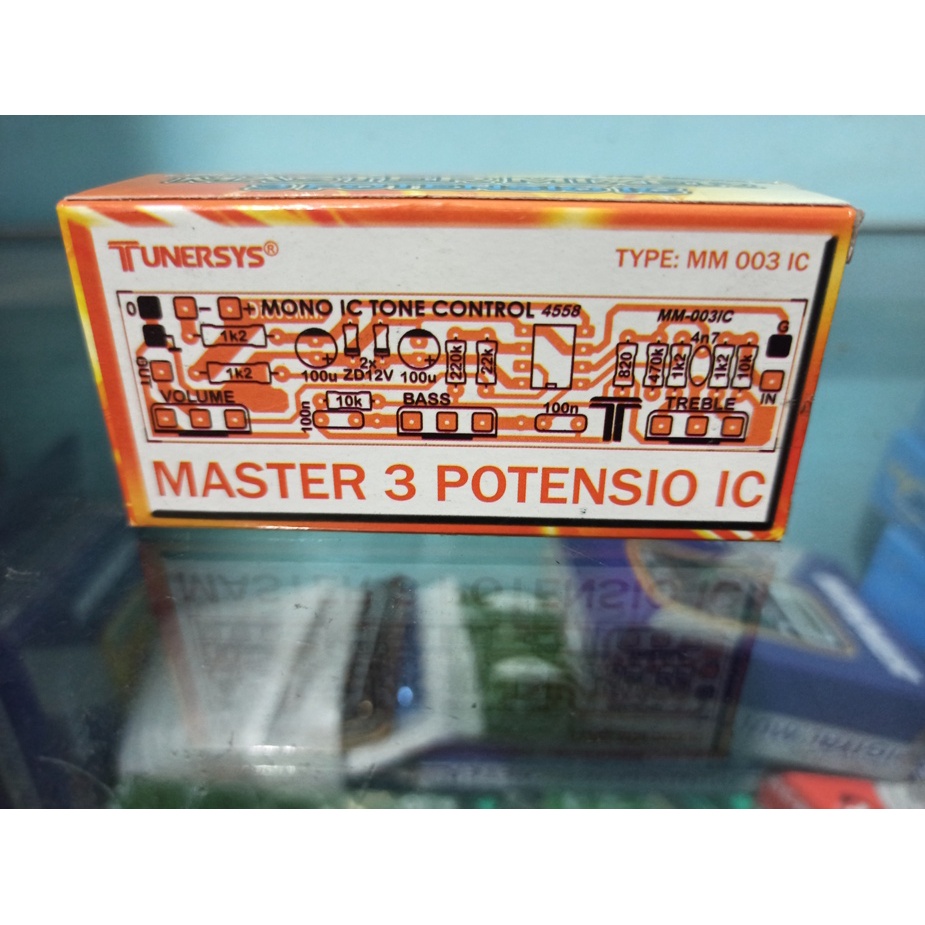 TUNERSYS®
TYPE: MM 003 IC
0 - + MONO IC TONE CONTROL 4558
MM-003IC
G
1k2
4n7
OUT
1k2
100u
2x
ZD12V
100u
220k
22k
820
470k
1k2
1k2
10k
IN
VOLUME
100n
10k
BASS
100n
TREBLE
MASTER 3 POTENSIO IC